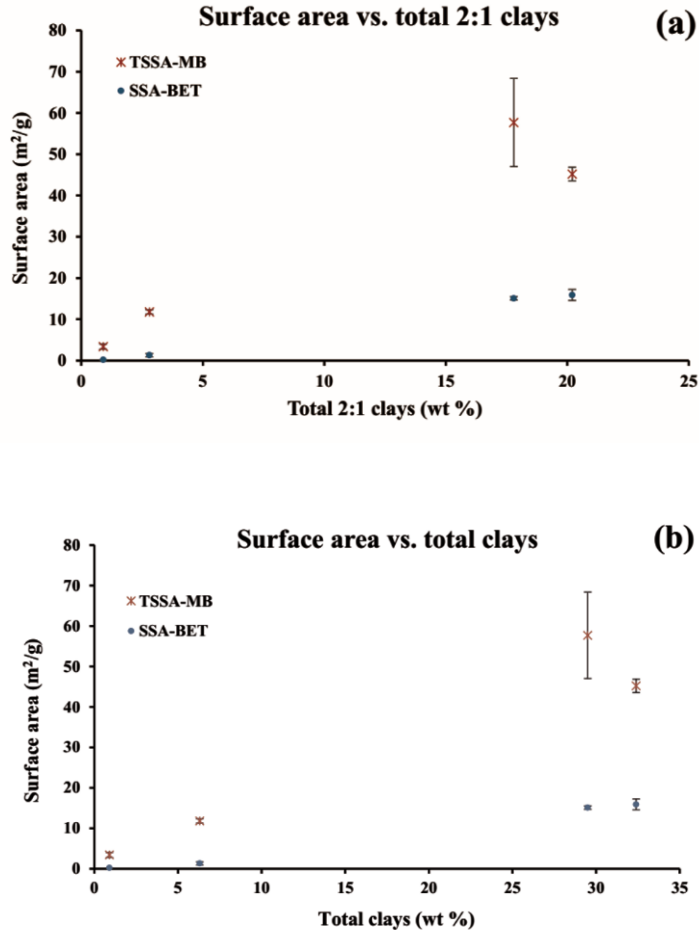 Surface area vs. total 2:1 clays
(a)
80
70
60
50
40
30
20
10
0
TSSA-MB
SSA-BET
Surface area (m²/g)
0 5 10 15 20 25
Total 2:1 clays (wt %)
Surface area vs. total clays
(b)
80
70
60
50
40
30
20
10
0
TSSA-MB
SSA-BET
Surface area (m²/g)
0 5 10 15 20 25 30 35
Total clays (wt %)